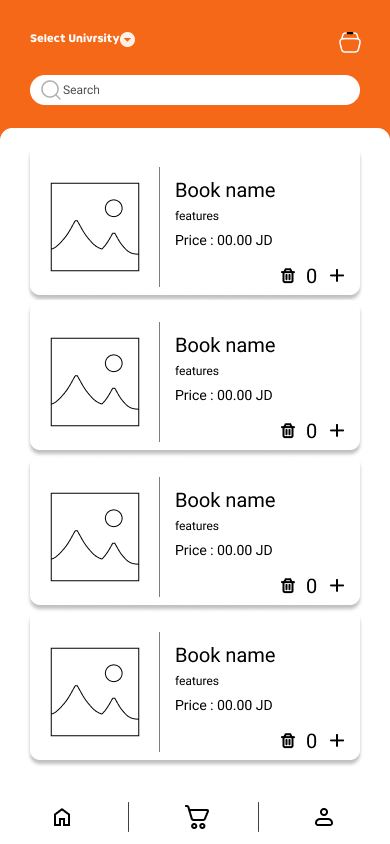 Select Univrsity
Search
Book name
features
Price : 00.00 JD
0
Book name
features
Price : 00.00 JD
0
Book name
features
Price : 00.00 JD
0
Book name
features
Price : 00.00 JD
0